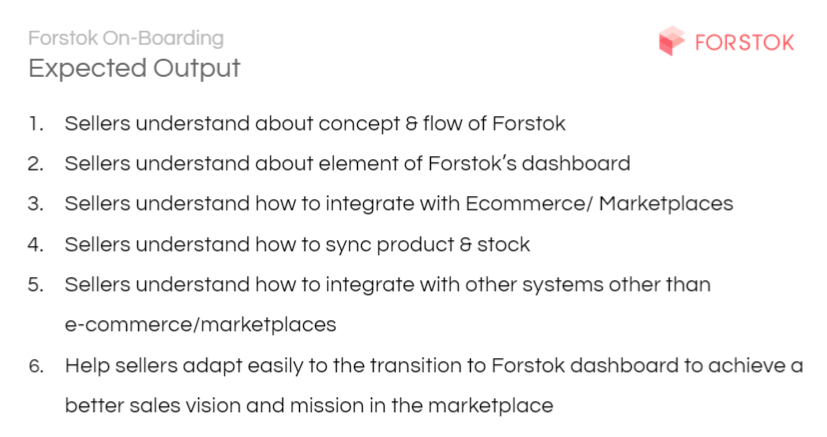 Forstok On-Boarding
Expected Output
FORSTOK
1. Sellers understand about concept & flow of Forstok
2. Sellers understand about element of Forstok's dashboard
3. Sellers understand how to integrate with Ecommerce/ Marketplaces
4. Sellers understand how to sync product & stock
5. Sellers understand how to integrate with other systems other than
e-commerce/marketplaces
6. Help sellers adapt easily to the transition to Forstok dashboard to achieve a
better sales vision and mission in the marketplace